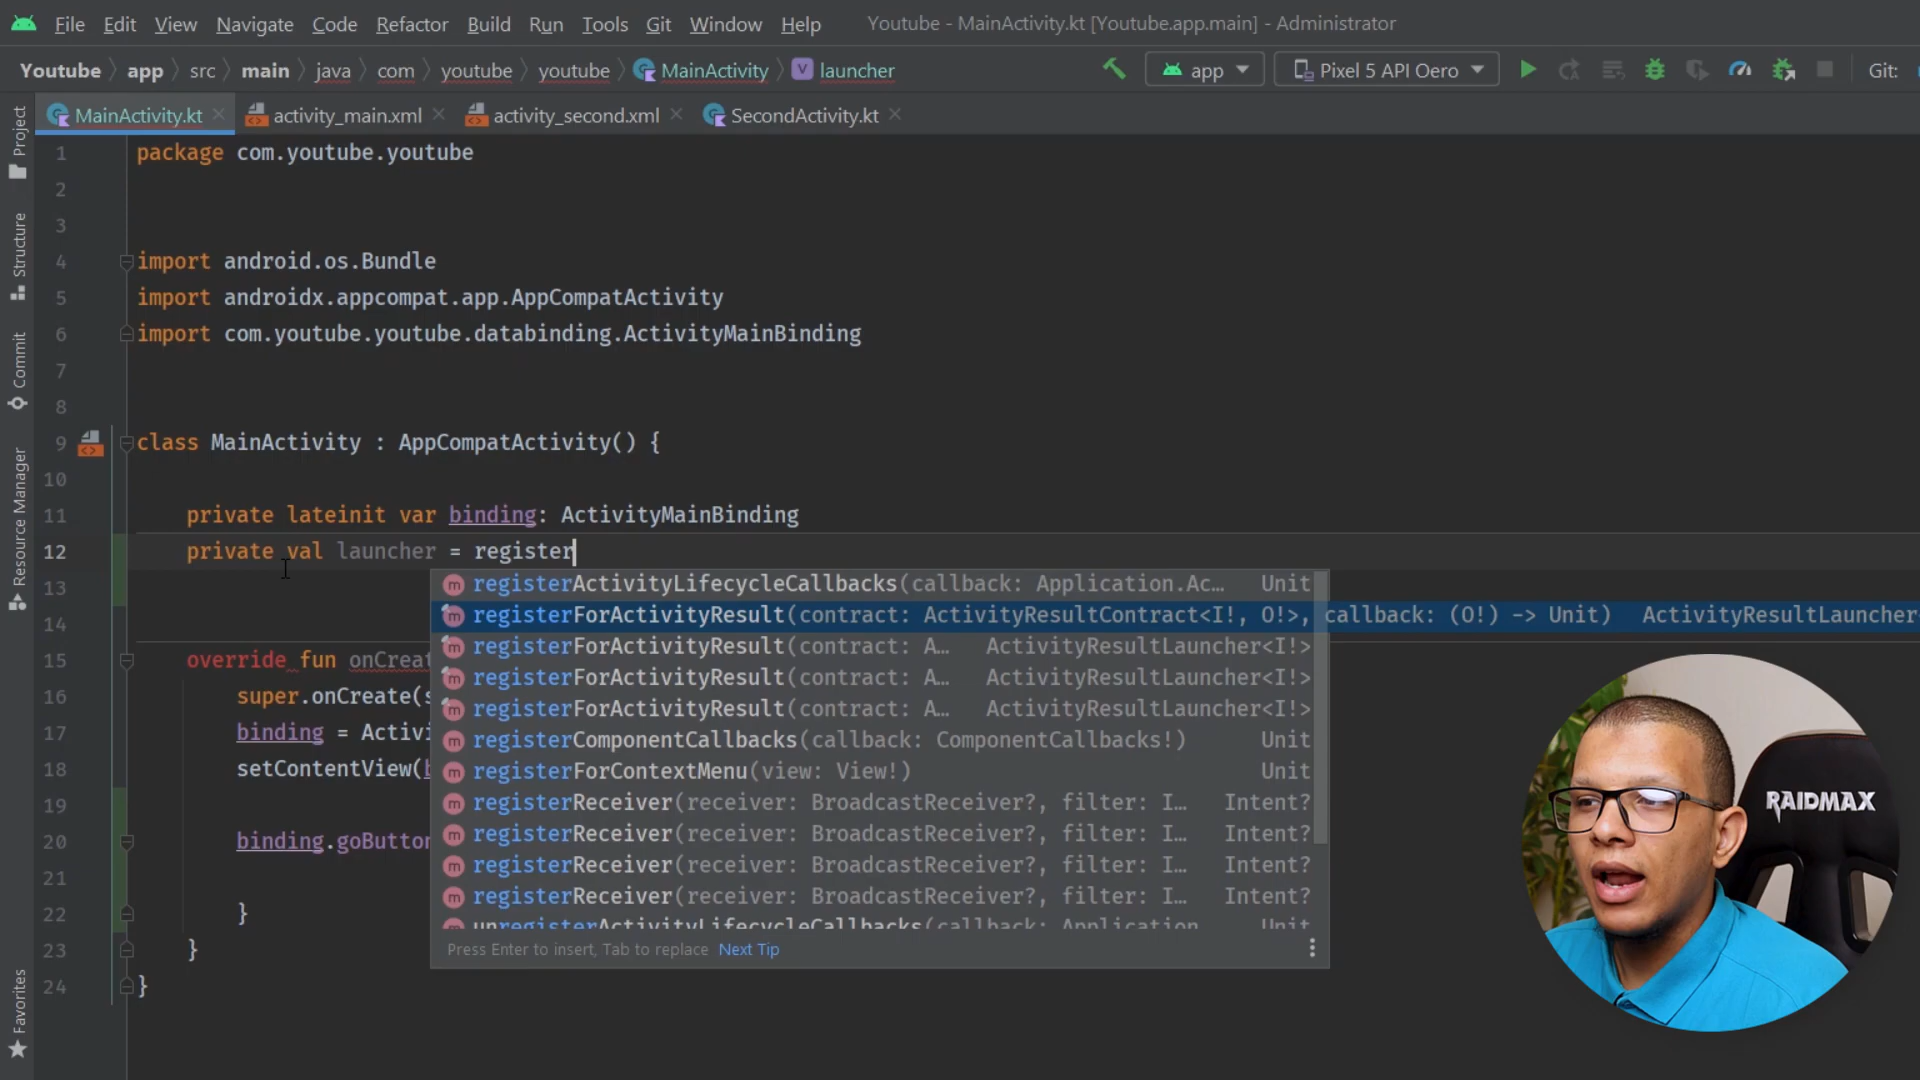 File Edit View Navigate Code Refactor Build Run Tools Git Window Help Youtube - MainActivity.kt [Youtube.app.main] - Administrator
Youtube app src main java com youtube youtube MainActivity launcher app Pixel 5 API Oero Git:
MainActivity.kt activity_main.xml activity_second.xml SecondActivity.kt
Project
Structure
Commit
Resource Manager
Favorites
1 package com.youtube.youtube
2
3
4 import android.os.Bundle
5 import androidx.appcompat.app.AppCompatActivity
6 import com.youtube.youtube.databinding.ActivityMainBinding
7
8
9 class MainActivity : AppCompatActivity() {
10
11 private lateinit var binding: ActivityMainBinding
12 private val launcher = register
13
14
15 override fun onCreat
16 super.onCreate(s
17 binding = Activi
18 setContentView(b
19
20 binding.goButton
21
22 }
23 }
24 }
registerActivityLifecycleCallbacks(callback: Application.Ac… Unit
registerForActivityResult(contract: ActivityResultContract<I!, O!>, callback: (O!) -> Unit) ActivityResultLauncher
registerForActivityResult(contract: A… ActivityResultLauncher<I!>
registerForActivityResult(contract: A… ActivityResultLauncher<I!>
registerForActivityResult(contract: A… ActivityResultLauncher<I!>
registerComponentCallbacks(callback: ComponentCallbacks!) Unit
registerForContextMenu(view: View!) Unit
registerReceiver(receiver: BroadcastReceiver?, filter: I… Intent?
registerReceiver(receiver: BroadcastReceiver?, filter: I… Intent?
registerReceiver(receiver: BroadcastReceiver?, filter: I… Intent?
registerReceiver(receiver: BroadcastReceiver?, filter: I… Intent?
unregisterActivityLifecycleCallbacks(callback: Application Unit
Press Enter to insert, Tab to replace Next Tip
RAIDMAX